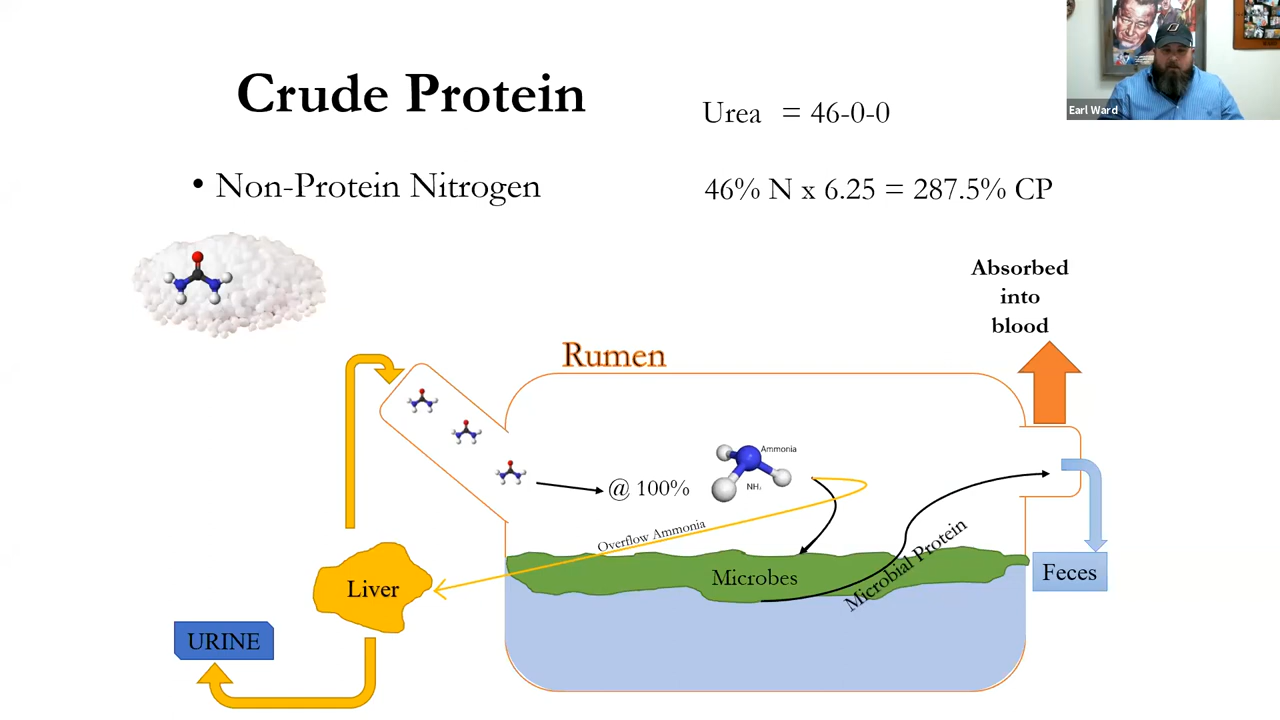 Crude Protein
Urea = 46-0-0
Earl Ward
• Non-Protein Nitrogen
46% N x 6.25 = 287.5% CP
Absorbed
into
blood
Rumen
Ammonia
@ 100%
NH₃
Overflow Ammonia
Microbes
Microbial Protein
Feces
Liver
URINE